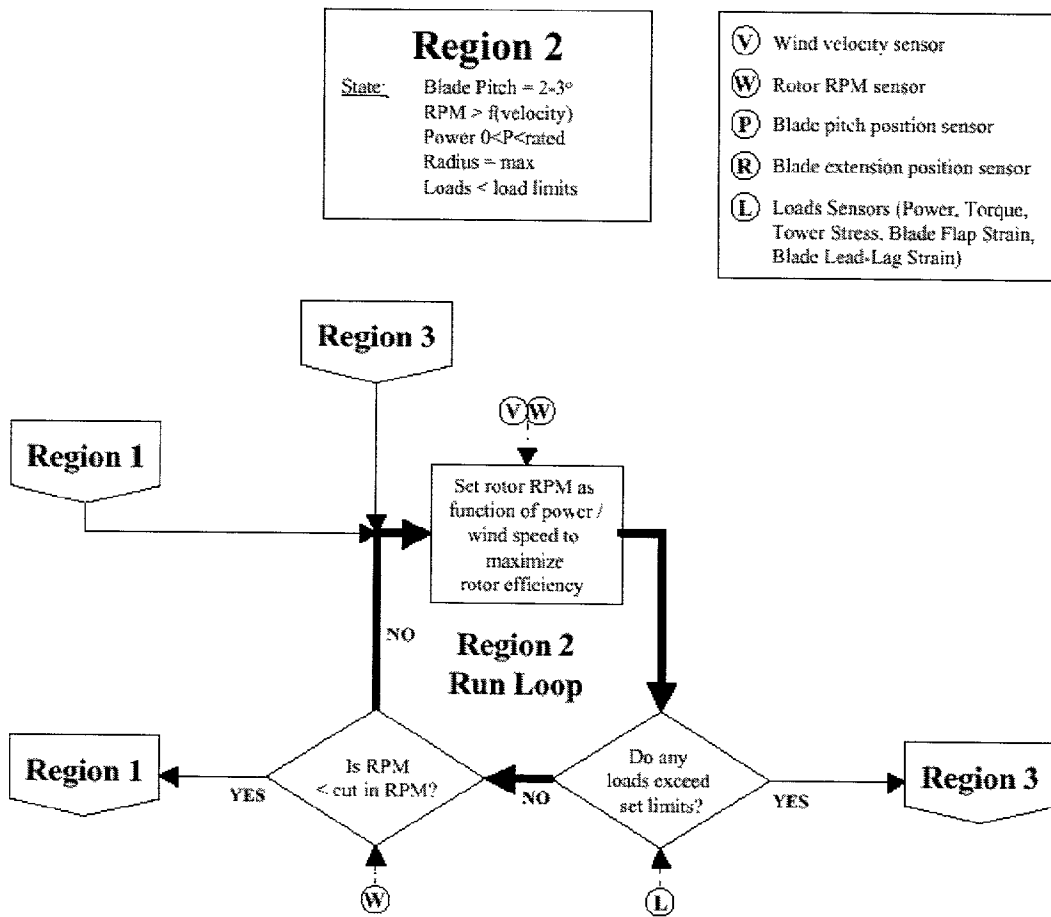 Region 2
State: Blade Pitch = 2-3°
RPM > f(velocity)
Power 0<P<rated
Radius = max
Loads < load limits
V Wind velocity sensor
W Rotor RPM sensor
P Blade pitch position sensor
R Blade extension position sensor
L Loads Sensors (Power, Torque,
Tower Stress, Blade Flap Strain,
Blade Lead-Lag Strain)
Region 3
Region 1
V W
Set rotor RPM as
function of power /
wind speed to
maximize
rotor efficiency
NO
Region 2
Run Loop
Region 1
YES
Is RPM
< cut in RPM?
NO
Do any
loads exceed
set limits?
YES
Region 3
W
L